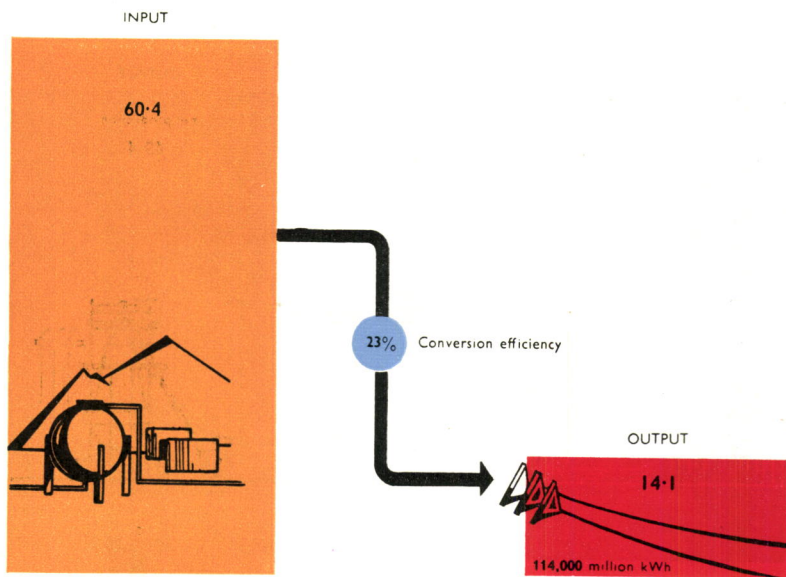 INPUT
60·4
23% Conversion efficiency
OUTPUT
14·1
114,000 million kWh